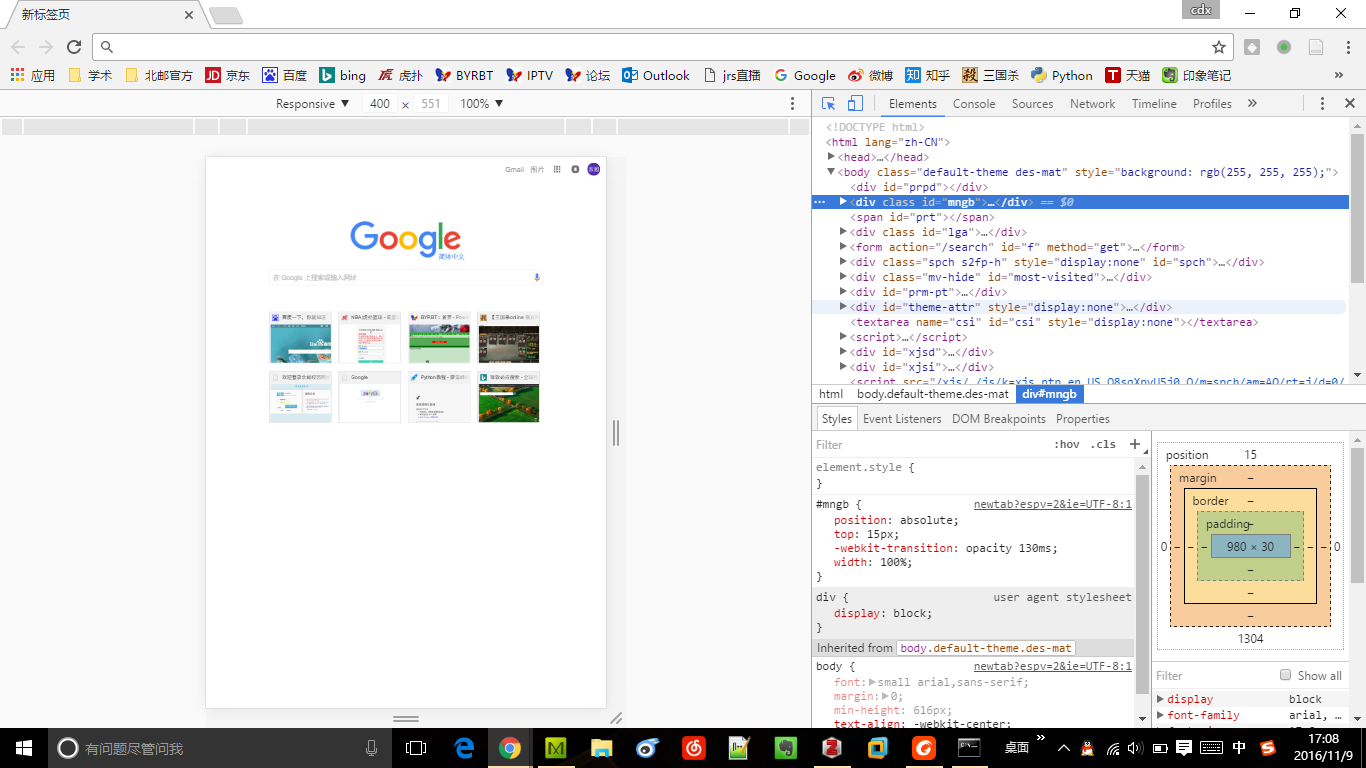 新标签页
cdx
应用 学术 北邮官方 京东 百度 bing 虎扑 BYRBT IPTV 论坛 Outlook jrs直播 Google 微博 知乎 三国杀 Python 天猫 印象笔记 »
Responsive ▼ 400 × 551 100% ▼
Gmail 图片
Google
简体中文
在 Google 上搜索或输入网址
百度一下，你就知道
Google
Elements Console Sources Network Timeline Profiles »
<!DOCTYPE html>
<html lang="zh-CN">
▶<head>…</head>
▼<body class="default-theme des-mat" style="background: rgb(255, 255, 255);">
<div id="prpd"></div>
… ▶<div class id="mngb">…</div> == $0
<span id="prt"></span>
▶<div class id="lga">…</div>
▶<form action="/search" id="f" method="get">…</form>
▶<div class="spch s2fp-h" style="display:none" id="spch">…</div>
▶<div class="mv-hide" id="most-visited">…</div>
▶<div id="prm-pt">…</div>
▶<div id="theme-attr" style="display:none">…</div>
<textarea name="csi" id="csi" style="display:none"></textarea>
▶<script>…</script>
▶<div id="xjsd">…</div>
▶<div id="xjsi">…</div>
html body.default-theme.des-mat div#mngb
Styles Event Listeners DOM Breakpoints Properties
Filter :hov .cls +
element.style {
}
#mngb { newtab?espv=2&ie=UTF-8:1
position: absolute;
top: 15px;
-webkit-transition: opacity 130ms;
width: 100%;
}
div { user agent stylesheet
display: block;
}
Inherited from body.default-theme.des-mat
body { newtab?espv=2&ie=UTF-8:1
font:▶small arial,sans-serif;
margin:▶0;
min-height: 616px;
text-align: -webkit-center;
position 15
margin –
border –
padding –
0 – – – 980 × 30 – – – 0
–
–
–
1304
Filter Show all
▶display block
▶font-family arial, …
有问题尽管问我
桌面 »
中
17:08
2016/11/9